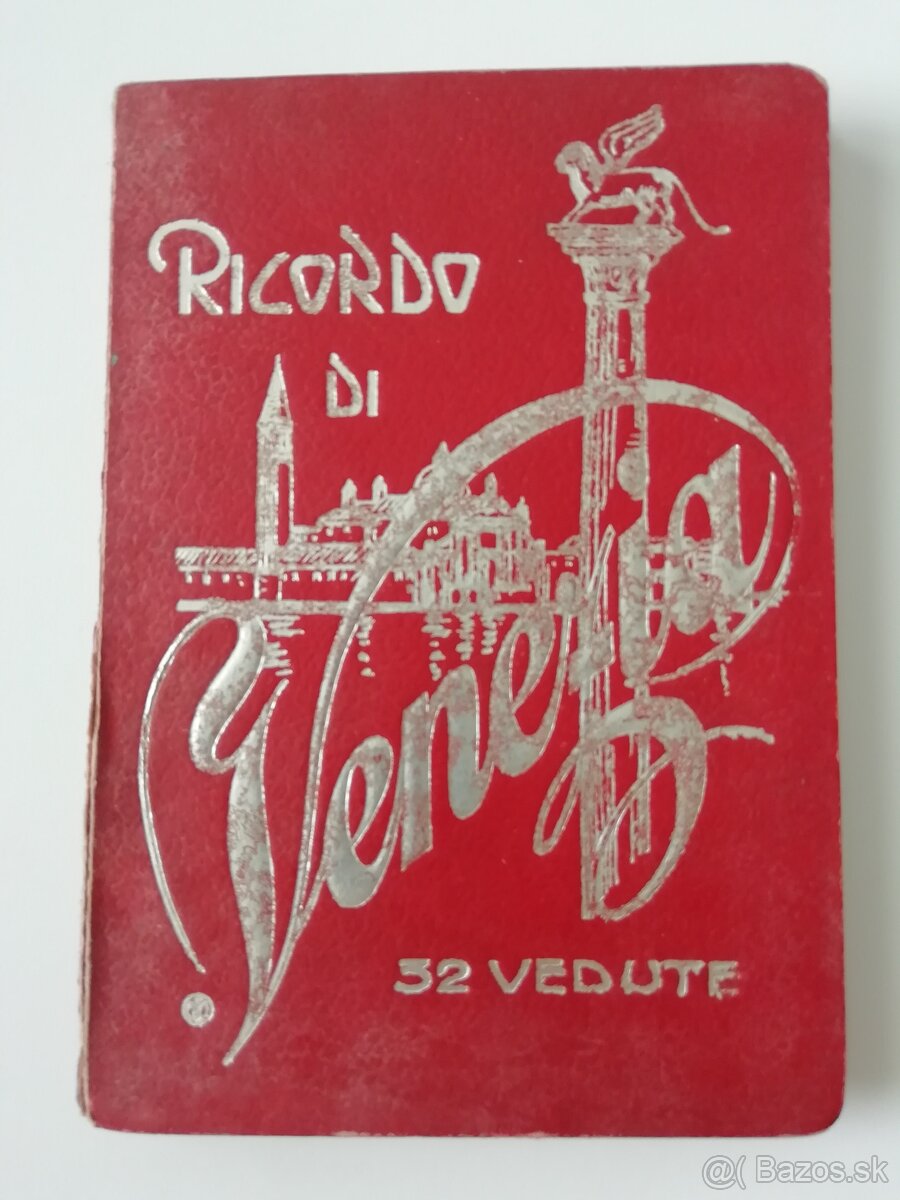 RICORDO
DI
Venezia
32 VEDUTE
@( Bazos.sk